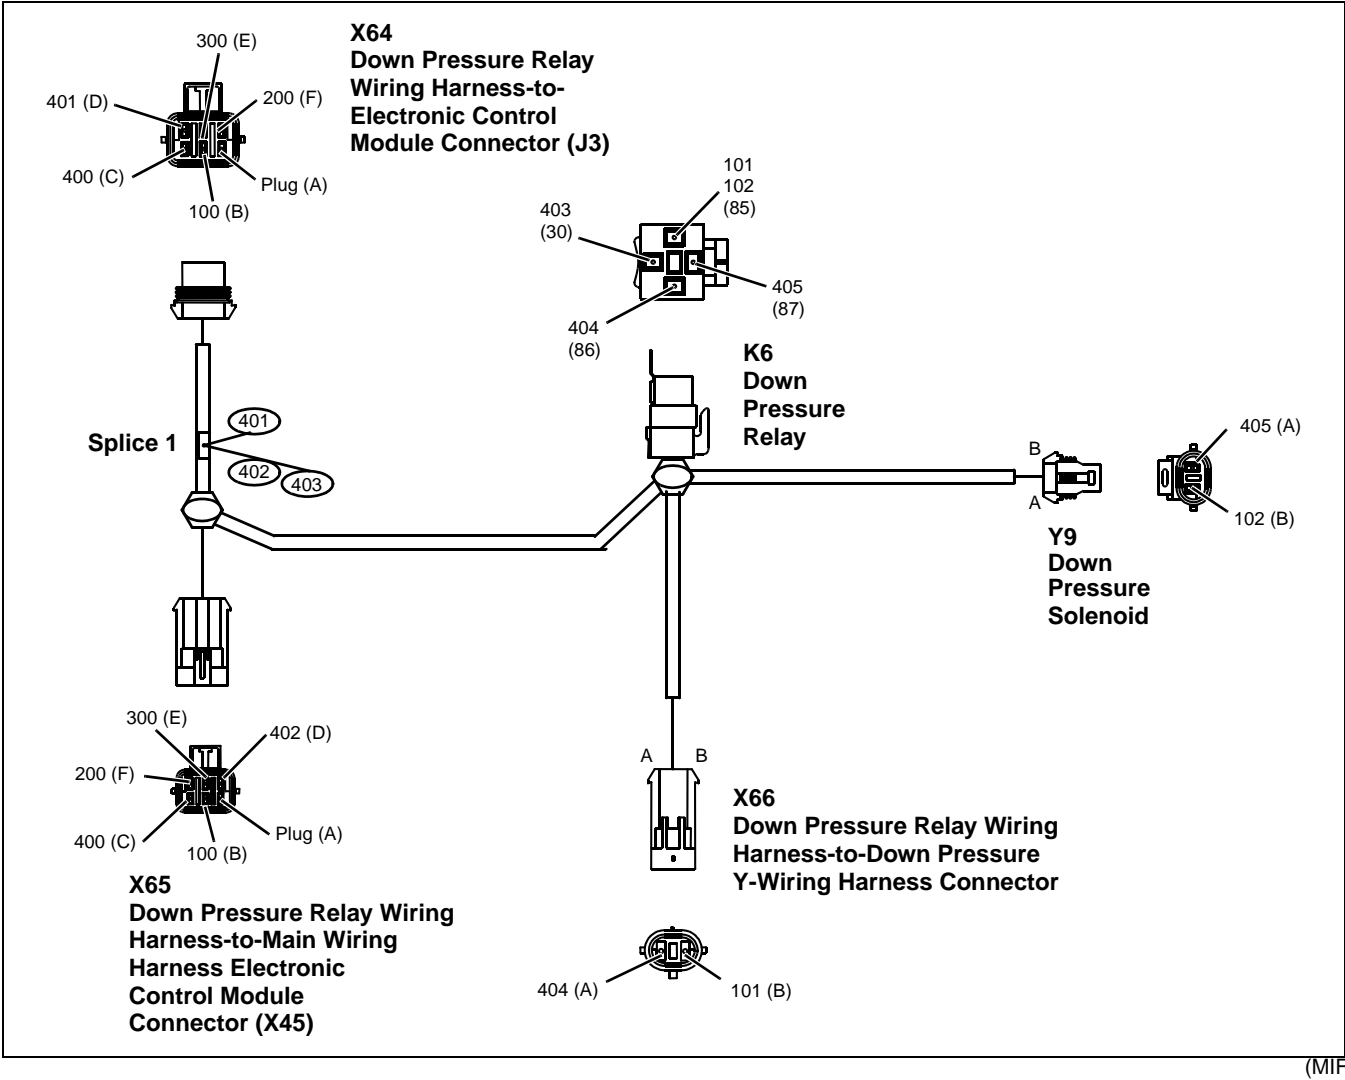 X64
Down Pressure Relay
Wiring Harness-to-
Electronic Control
Module Connector (J3)
300 (E)
401 (D)
200 (F)
400 (C)
Plug (A)
100 (B)
101
102
(85)
403
(30)
405
(87)
404
(86)
K6
Down
Pressure
Relay
Splice 1
401
402
403
B
A
405 (A)
102 (B)
Y9
Down
Pressure
Solenoid
300 (E)
402 (D)
200 (F)
400 (C)
Plug (A)
100 (B)
X65
Down Pressure Relay Wiring
Harness-to-Main Wiring
Harness Electronic
Control Module
Connector (X45)
A
B
X66
Down Pressure Relay Wiring
Harness-to-Down Pressure
Y-Wiring Harness Connector
404 (A)
101 (B)
(MIF